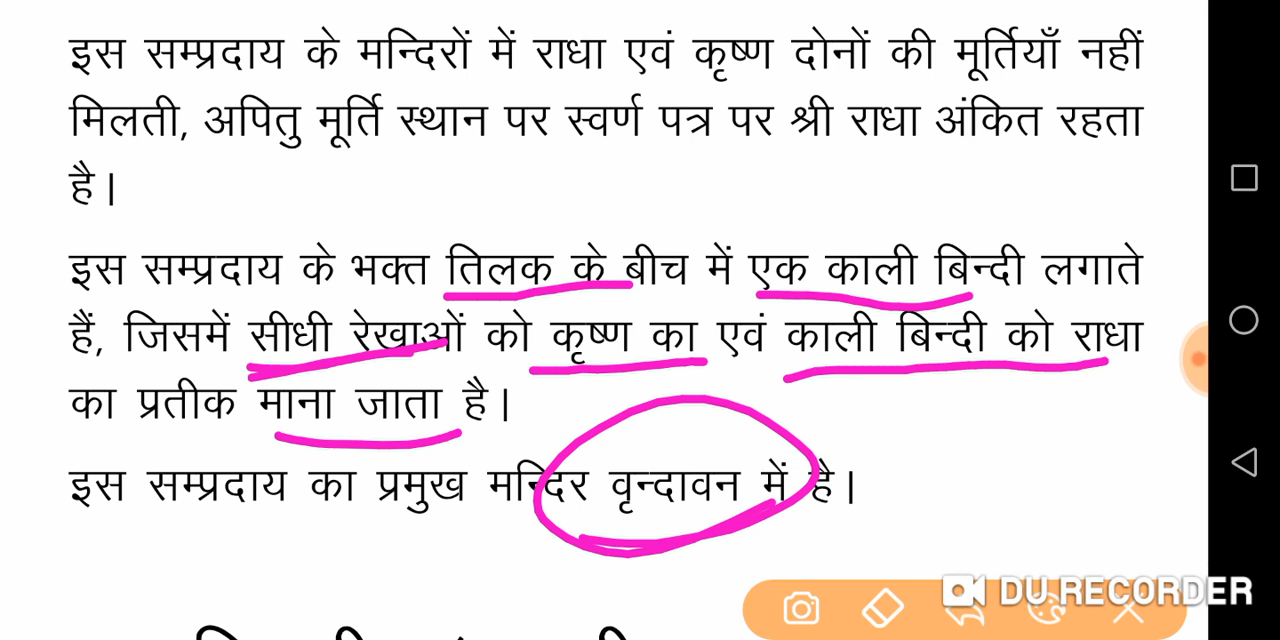 इस सम्प्रदाय के मन्दिरों में राधा एवं कृष्ण दोनों की मूर्तियाँ नहीं
मिलती, अपितु मूर्ति स्थान पर स्वर्ण पत्र पर श्री राधा अंकित रहता
है।
इस सम्प्रदाय के भक्त तिलक के बीच में एक काली बिन्दी लगाते
हैं, जिसमें सीधी रेखाओं को कृष्ण का एवं काली बिन्दी को राधा
का प्रतीक माना जाता है।
इस सम्प्रदाय का प्रमुख मन्दिर वृन्दावन में है।
DU RECORDER